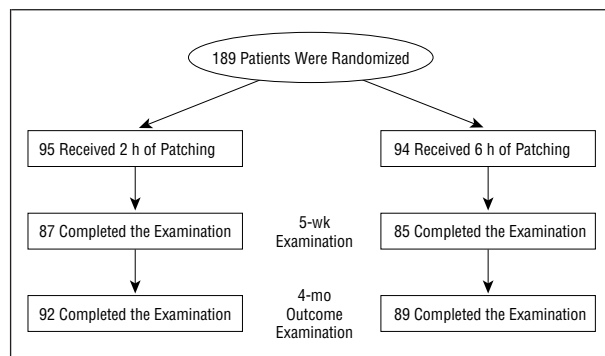 189 Patients Were Randomized
95 Received 2 h of Patching
94 Received 6 h of Patching
87 Completed the Examination
5-wk
Examination
85 Completed the Examination
92 Completed the Examination
4-mo
Outcome
Examination
89 Completed the Examination